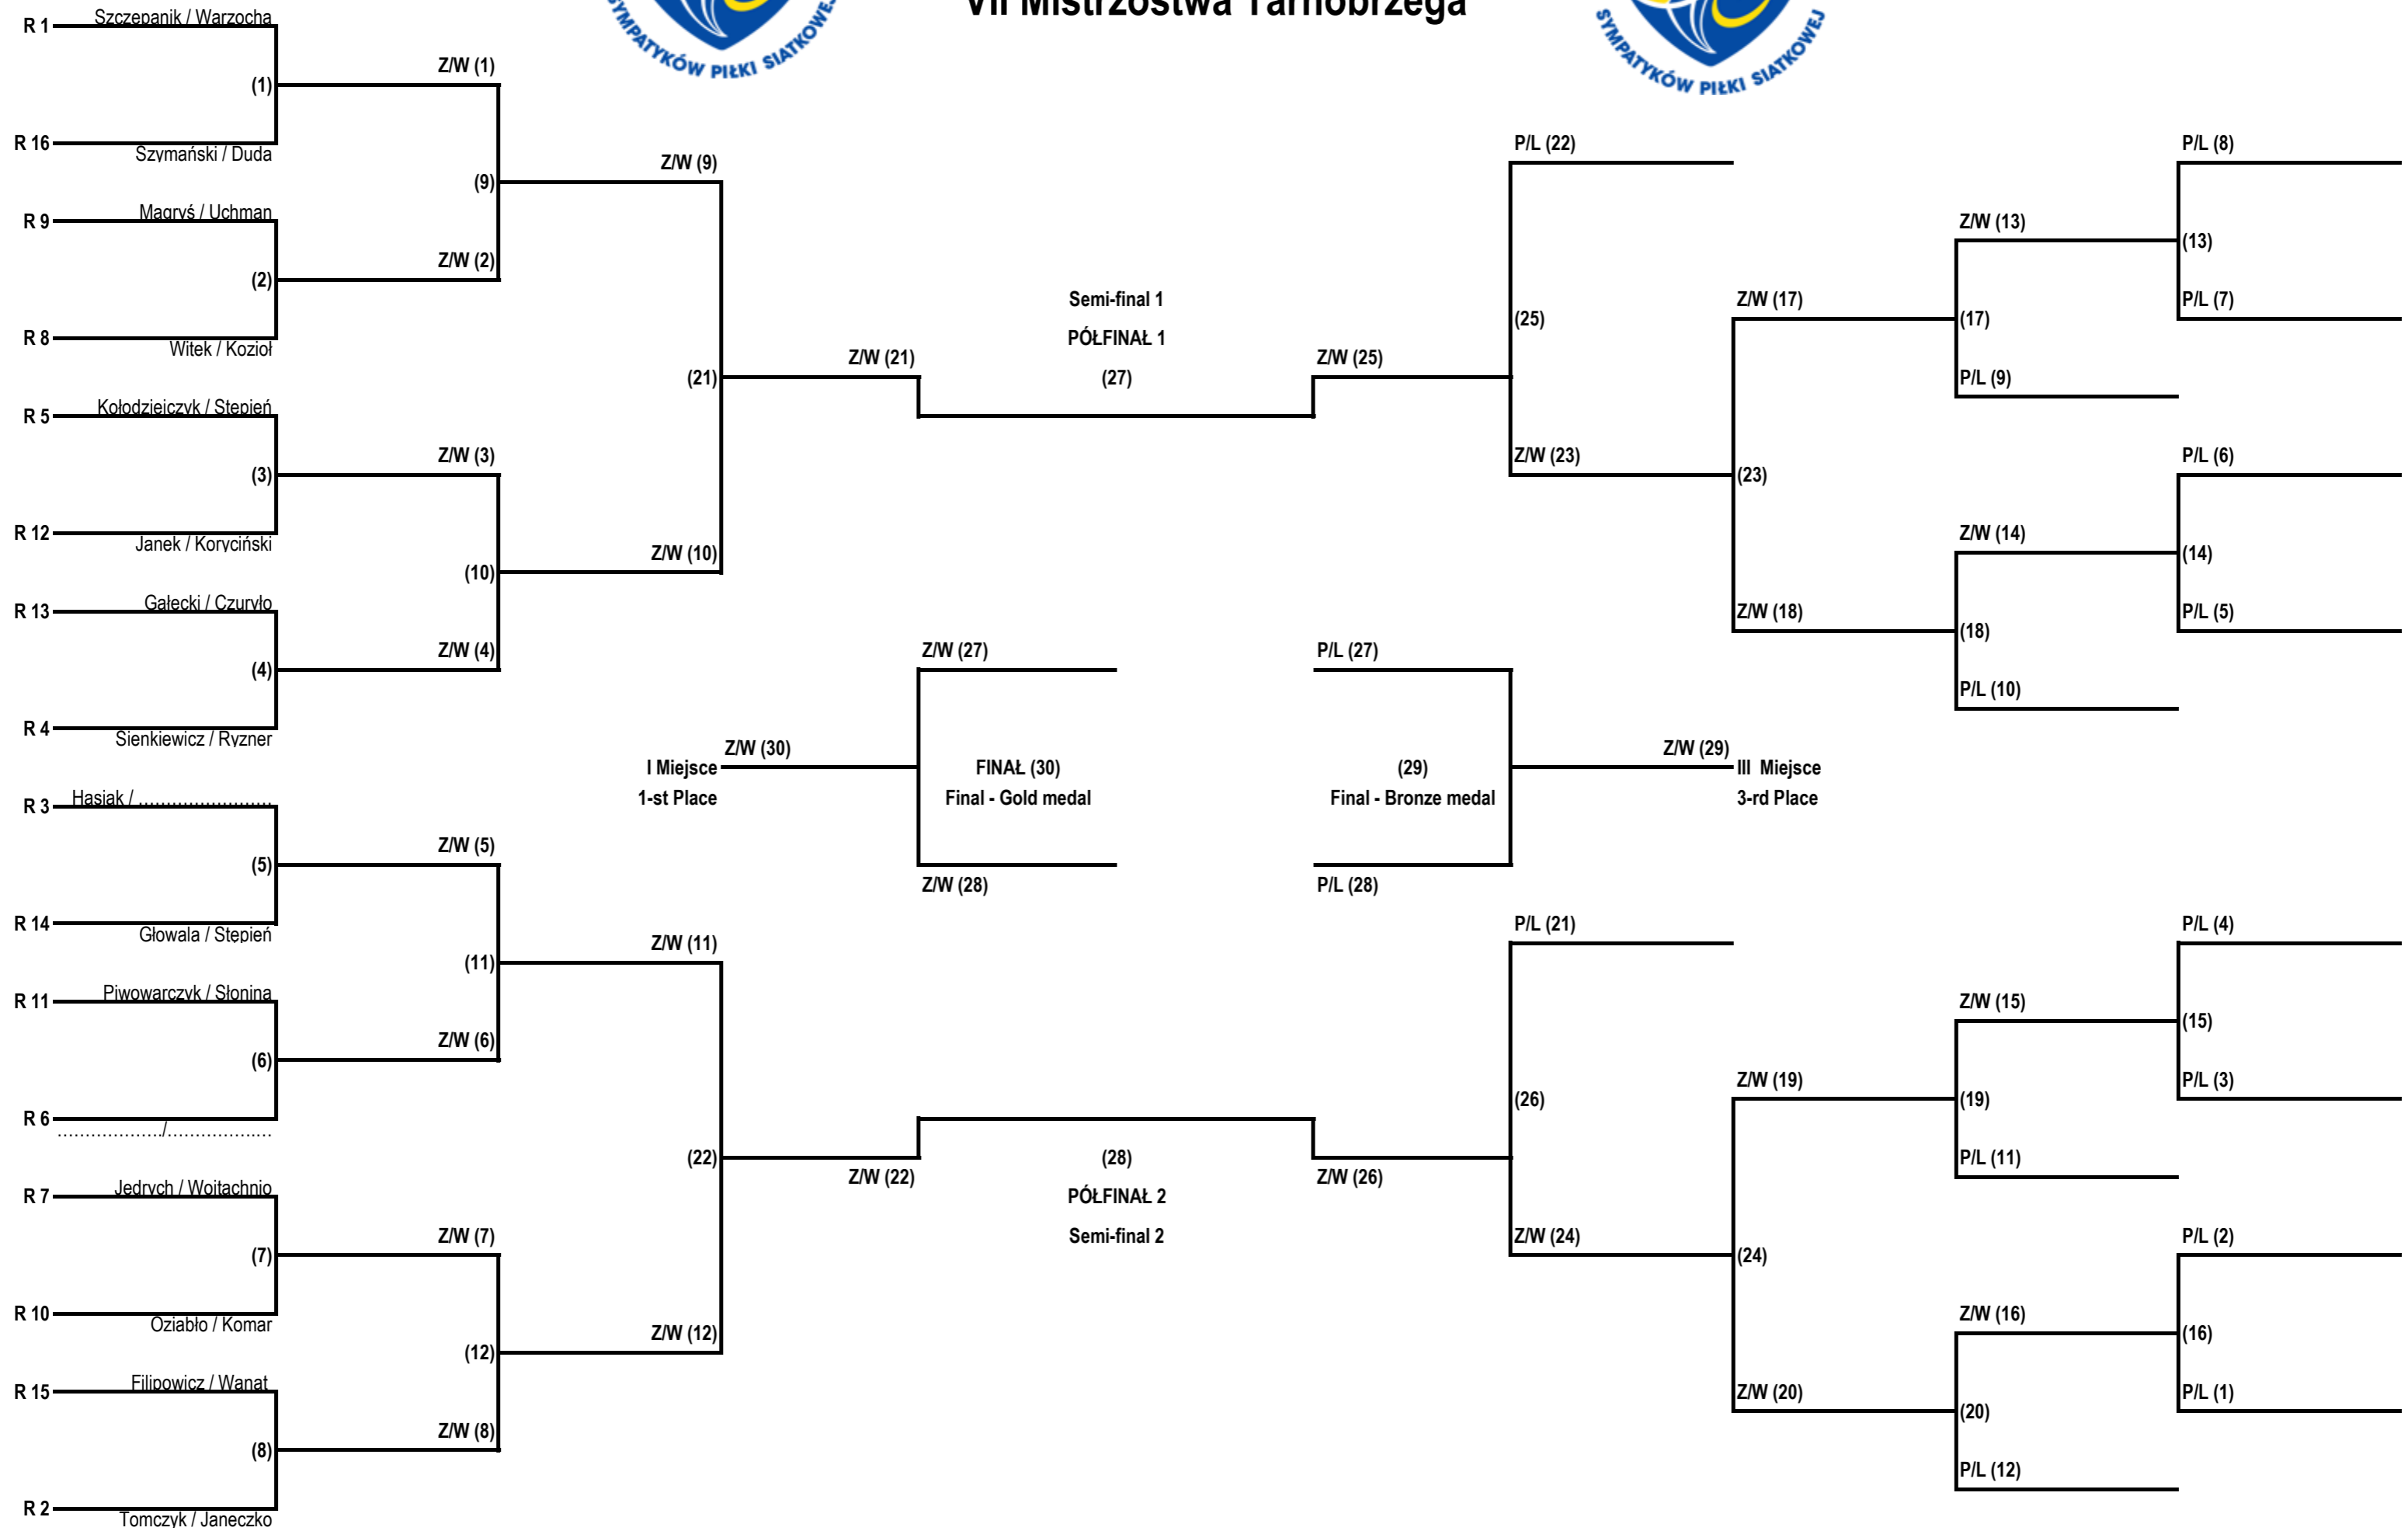 VII Mistrzostwa Tarnobrzega
SYMPATYKÓW PIŁKI SIATKOWEJ
SYMPATYKÓW PIŁKI SIATKOWEJ
R 1 Szczepanik / Warzocha
(1)
Z/W (1)
R 16 Szymański / Duda
(9)
Z/W (9)
R 9 Magryś / Uchman
(2)
Z/W (2)
R 8 Witek / Kozioł
(21)
Z/W (21)
R 5 Kołodziejczyk / Stępień
(3)
Z/W (3)
R 12 Janek / Koryciński
(10)
Z/W (10)
R 13 Gałecki / Czuryło
(4)
Z/W (4)
R 4 Sienkiewicz / Ryzner
R 3 Hasiak / ........................
(5)
Z/W (5)
R 14 Głowala / Stępień
(11)
Z/W (11)
R 11 Piwowarczyk / Słonina
(6)
Z/W (6)
R 6 .................../...................
(22)
Z/W (22)
R 7 Jedrych / Wojtachnio
(7)
Z/W (7)
R 10 Oziabło / Komar
(12)
Z/W (12)
R 15 Filipowicz / Wanat
(8)
Z/W (8)
R 2 Tomczyk / Janeczko
Semi-final 1
PÓŁFINAŁ 1
(27)
Z/W (25)
Z/W (27)
Z/W (30)
I Miejsce
1-st Place
FINAŁ (30)
Final - Gold medal
Z/W (28)
P/L (27)
(29)
Final - Bronze medal
Z/W (29)
III Miejsce
3-rd Place
P/L (28)
(28)
PÓŁFINAŁ 2
Semi-final 2
Z/W (26)
P/L (22)
(25)
Z/W (23)
Z/W (17)
(23)
Z/W (18)
Z/W (13)
(17)
P/L (9)
Z/W (14)
(18)
P/L (10)
P/L (8)
(13)
P/L (7)
P/L (6)
(14)
P/L (5)
P/L (21)
(26)
Z/W (24)
Z/W (19)
(24)
Z/W (20)
Z/W (15)
(19)
P/L (11)
Z/W (16)
(20)
P/L (12)
P/L (4)
(15)
P/L (3)
P/L (2)
(16)
P/L (1)